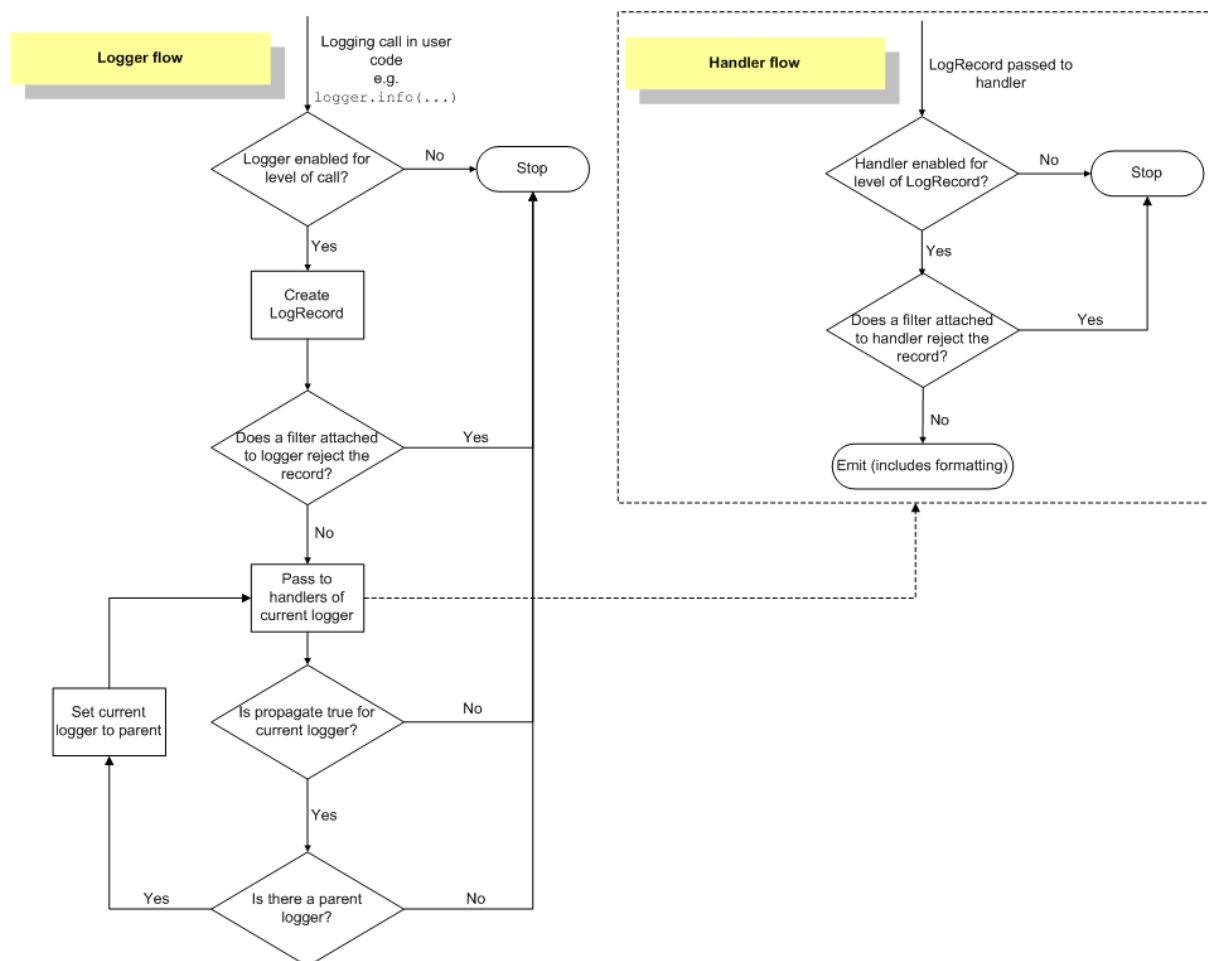 Logger flow
Logging call in user
code
e.g.
logger.info(...)
Logger enabled for
level of call?
No
Stop
Yes
Create
LogRecord
Does a filter attached
to logger reject the
record?
Yes
No
Pass to
handlers of
current logger
Set current
logger to parent
Is propagate true for
current logger?
No
Yes
Is there a parent
logger?
Yes
No
Handler flow
LogRecord passed to
handler
Handler enabled for
level of LogRecord?
No
Stop
Yes
Does a filter attached
to handler reject the
record?
Yes
No
Emit (includes formatting)